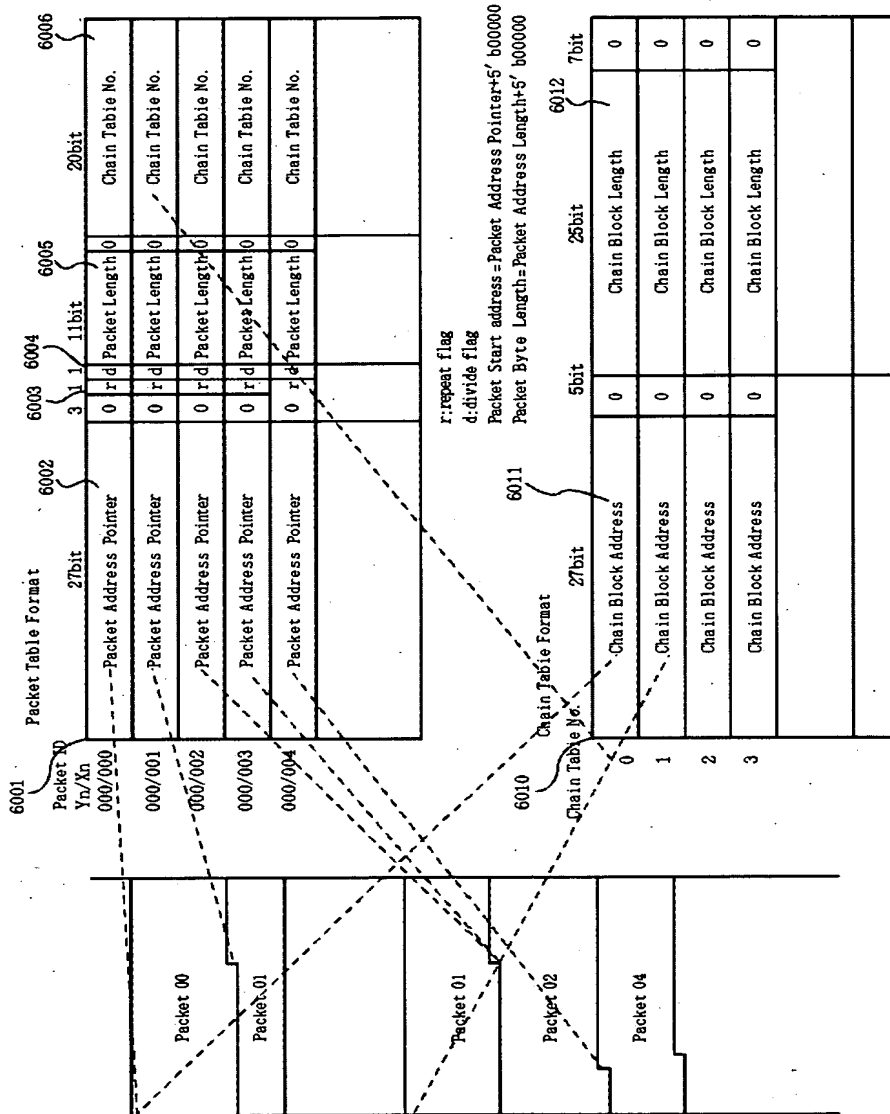 6001
Packet Table Format
6002
6003
6004
6005
6006
Packet ID
Yn/Xn
27bit
3
1
1
11bit
20bit
000/000
Packet Address Pointer
0
r
d
Packet Length
0
Chain Table No.
000/001
Packet Address Pointer
0
r
d
Packet Length
0
Chain Table No.
000/002
Packet Address Pointer
0
r
d
Packet Length
0
Chain Table No.
000/003
Packet Address Pointer
0
r
d
Packet Length
0
Chain Table No.
000/004
Packet Address Pointer
0
r
d
Packet Length
0
Chain Table No.
r:repeat flag
d:divide flag
Packet Start address=Packet Address Pointer+5' b00000
Packet Byte Length=Packet Address Length+5' b00000
Chain Table Format
6010
Chain Table No.
6011
6012
27bit
5bit
25bit
7bit
0
Chain Block Address
0
Chain Block Length
0
1
Chain Block Address
0
Chain Block Length
0
2
Chain Block Address
0
Chain Block Length
0
3
Chain Block Address
0
Chain Block Length
0
Packet 00
Packet 01
Packet 01
Packet 02
Packet 04